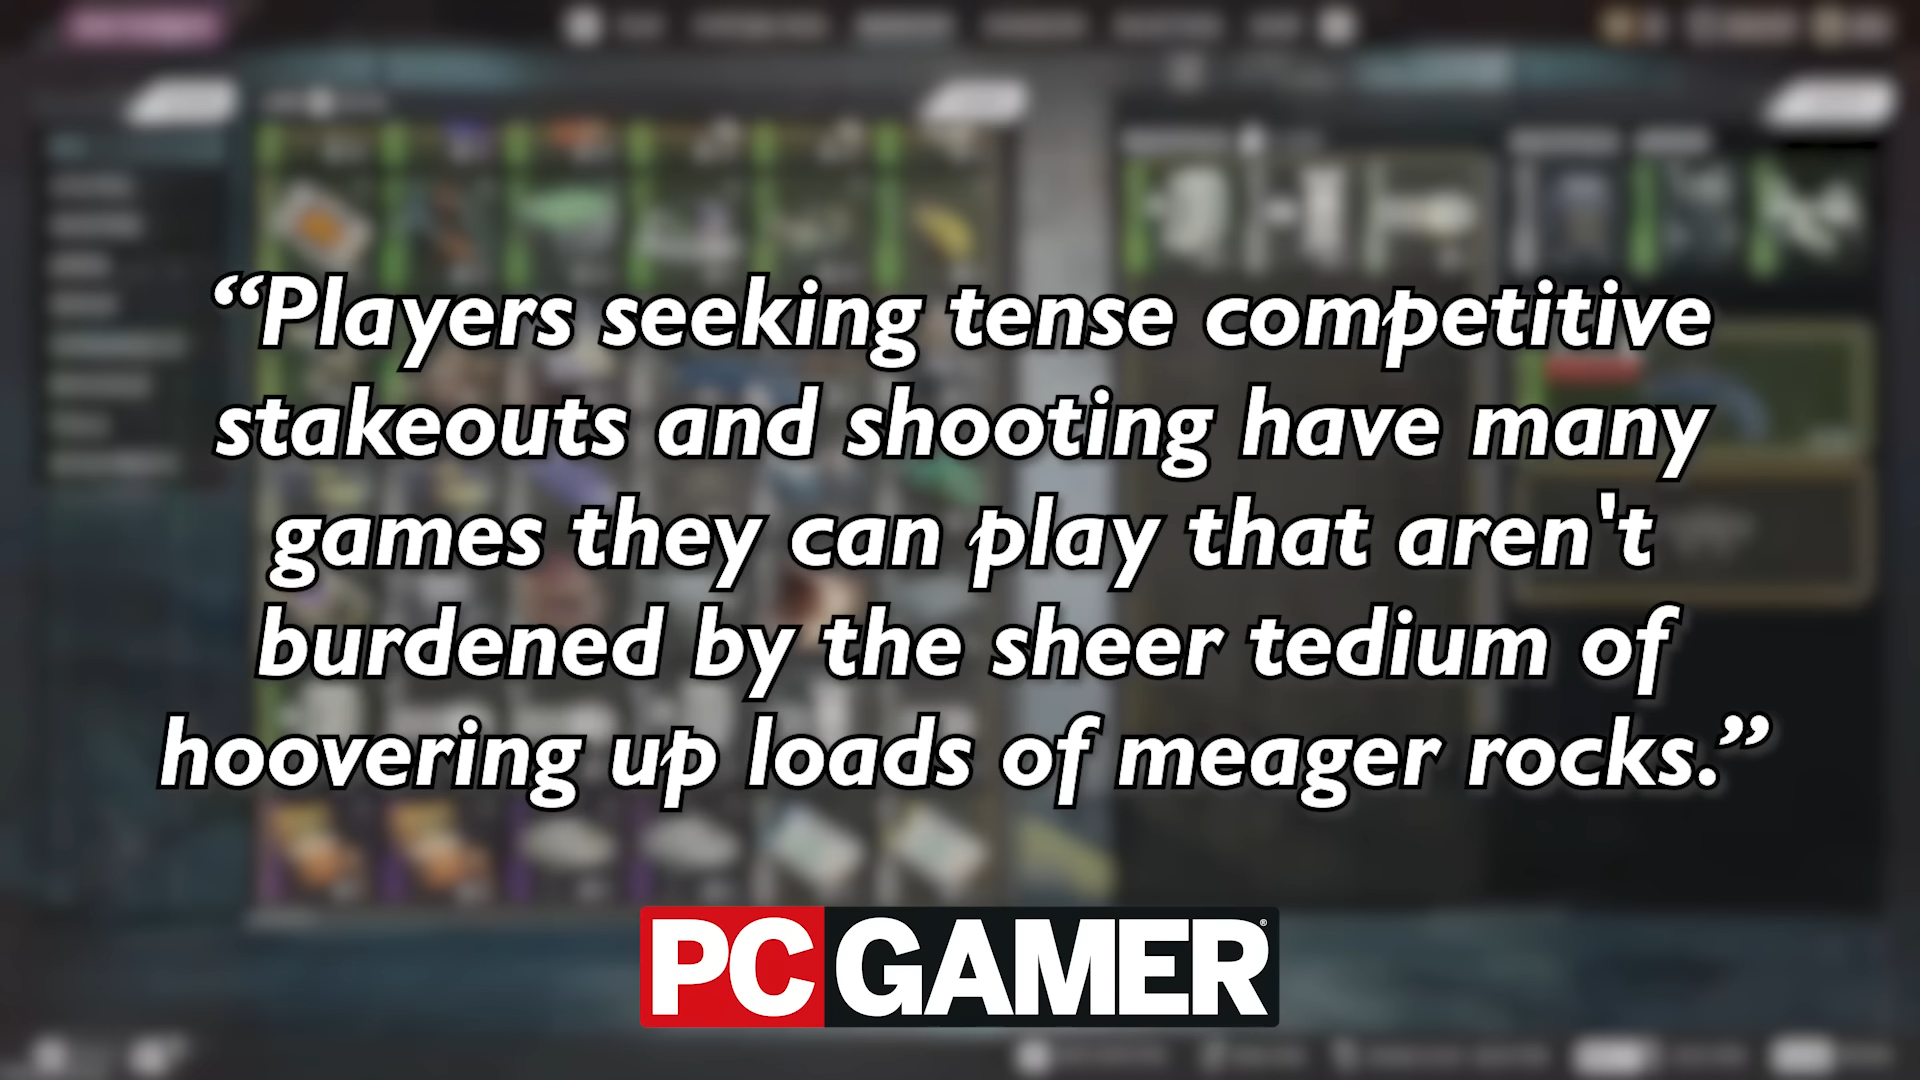 “Players seeking tense competitive
stakeouts and shooting have many
games they can play that aren't
burdened by the sheer tedium of
hoovering up loads of meager rocks.”
PC GAMER®